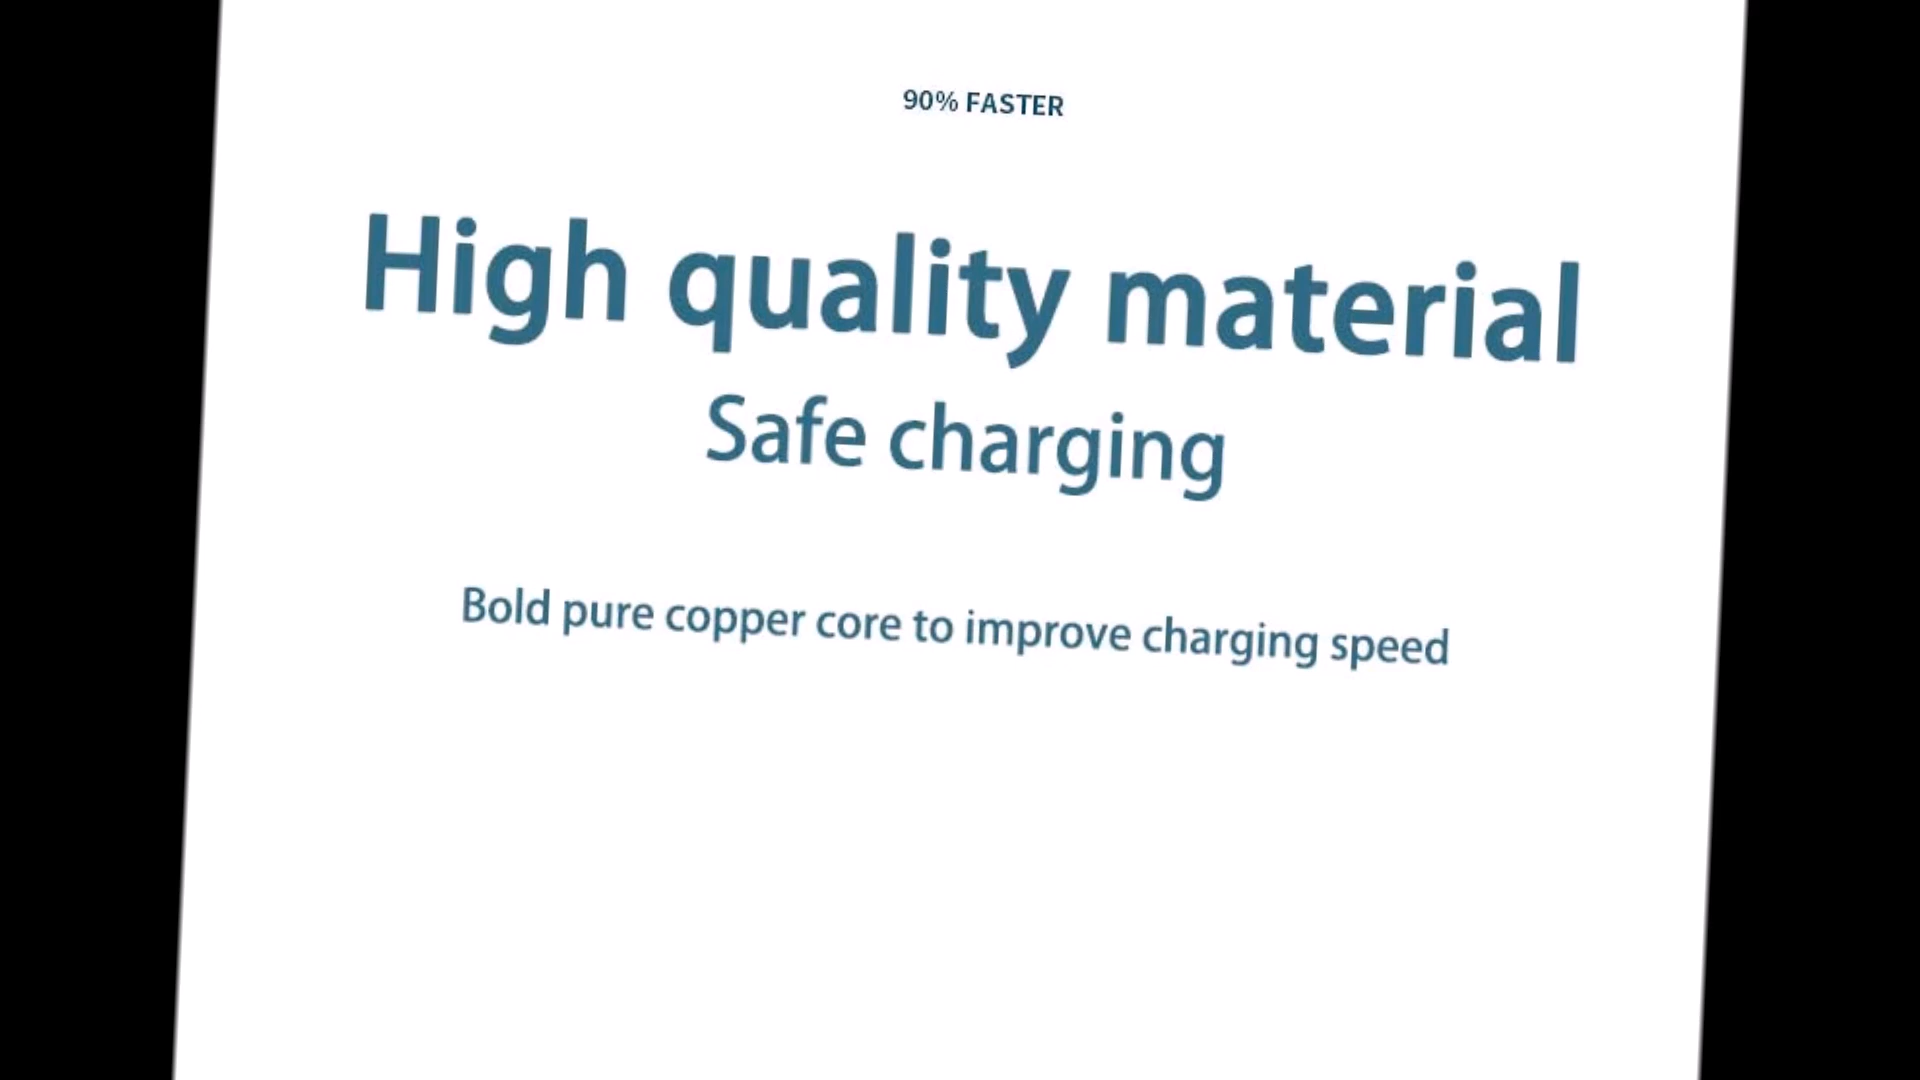 90% FASTER
High quality material
Safe charging
Bold pure copper core to improve charging speed